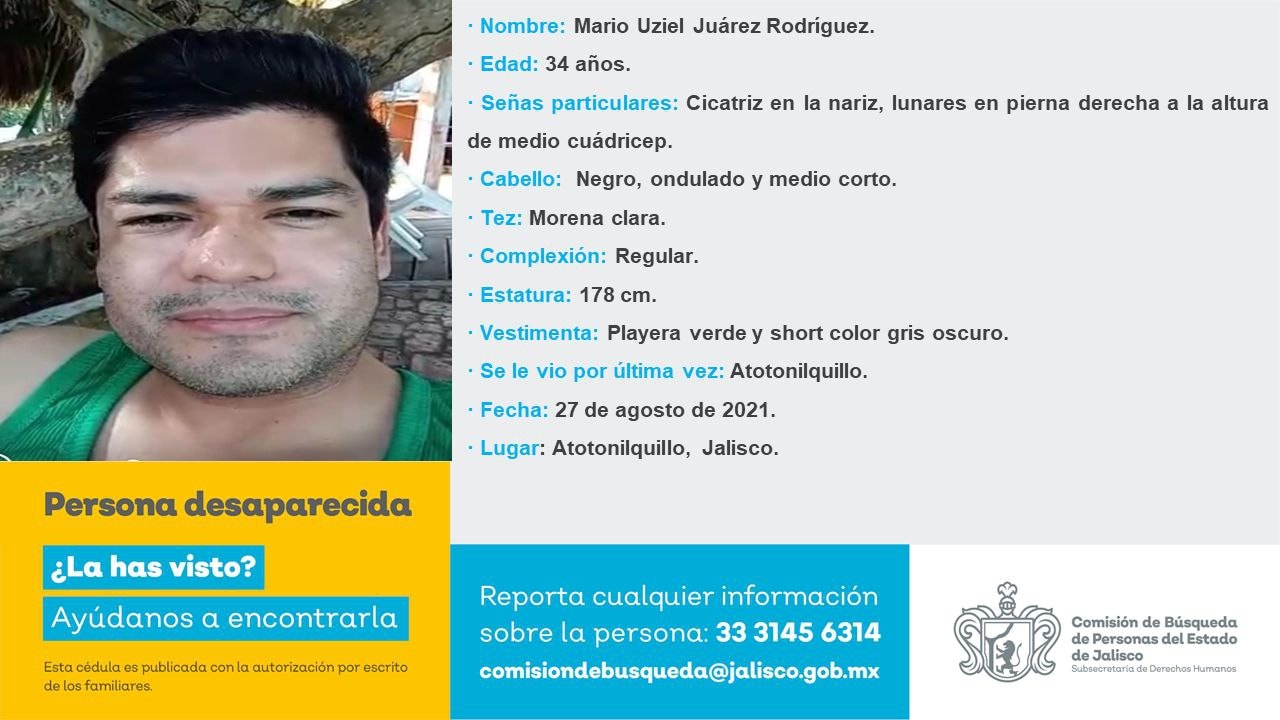 · Nombre: Mario Uziel Juárez Rodríguez.
· Edad: 34 años.
· Señas particulares: Cicatriz en la nariz, lunares en pierna derecha a la altura
de medio cuádricep.
· Cabello: Negro, ondulado y medio corto.
· Tez: Morena clara.
· Complexión: Regular.
· Estatura: 178 cm.
· Vestimenta: Playera verde y short color gris oscuro.
· Se le vio por última vez: Atotonilquillo.
· Fecha: 27 de agosto de 2021.
· Lugar: Atotonilquillo, Jalisco.
Persona desaparecida
¿La has visto?
Ayúdanos a encontrarla
Esta cédula es publicada con la autorización por escrito
de los familiares.
Reporta cualquier información
sobre la persona: 33 3145 6314
comisiondebusqueda@jalisco.gob.mx
Comisión de Búsqueda
de Personas del Estado
de Jalisco
Subsecretaría de Derechos Humanos